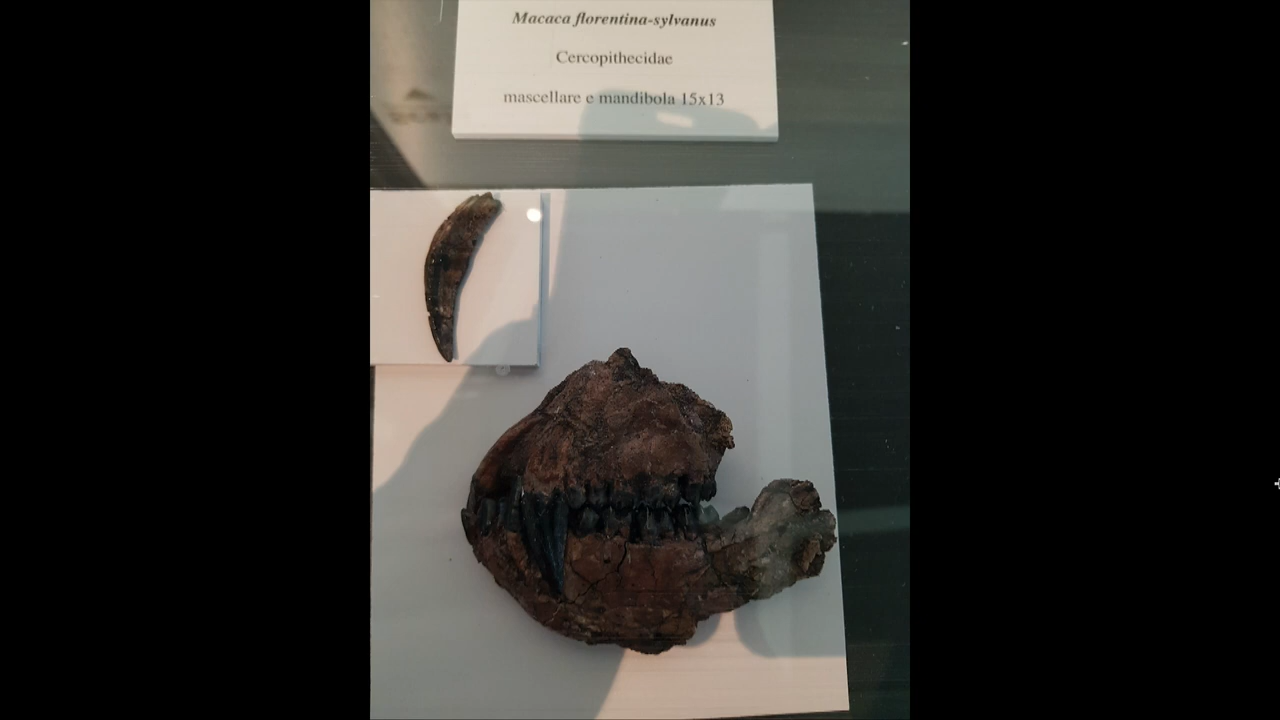 Macaca florentina-sylvanus
Cercopithecidae
mascellare e mandibola 15x13